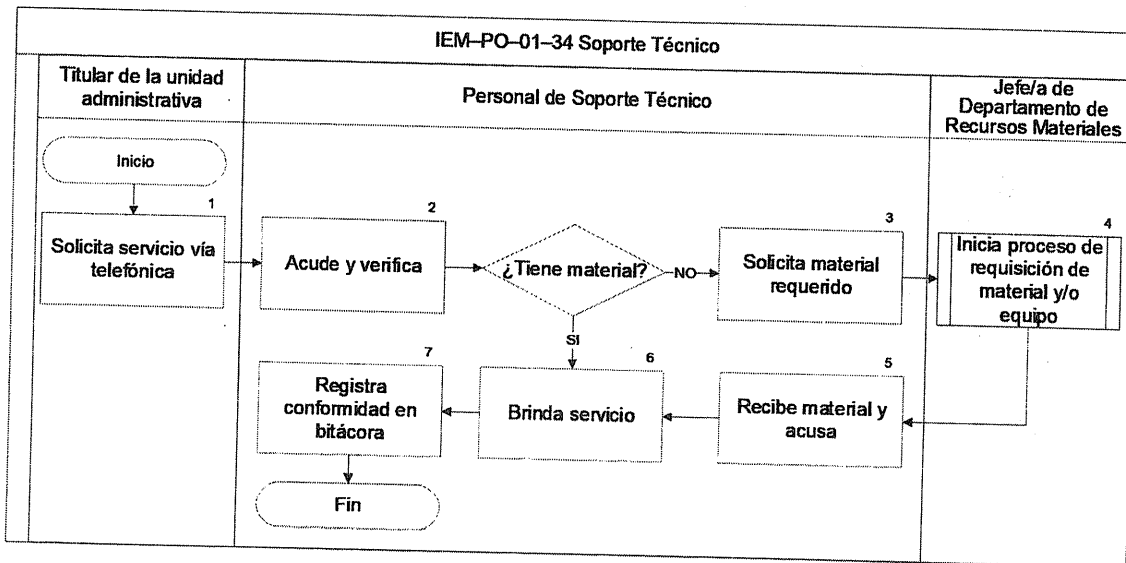 IEM–PO–01–34 Soporte Técnico
Titular de la unidad
administrativa
Personal de Soporte Técnico
Jefe/a de
Departamento de
Recursos Materiales
Inicio
1
Solicita servicio vía
telefónica
2
Acude y verifica
¿Tiene material?
NO
3
Solicita material
requerido
4
Inicia proceso de
requisición de
material y/o
equipo
SI
7
Registra
conformidad en
bitácora
6
Brinda servicio
5
Recibe material y
acusa
Fin